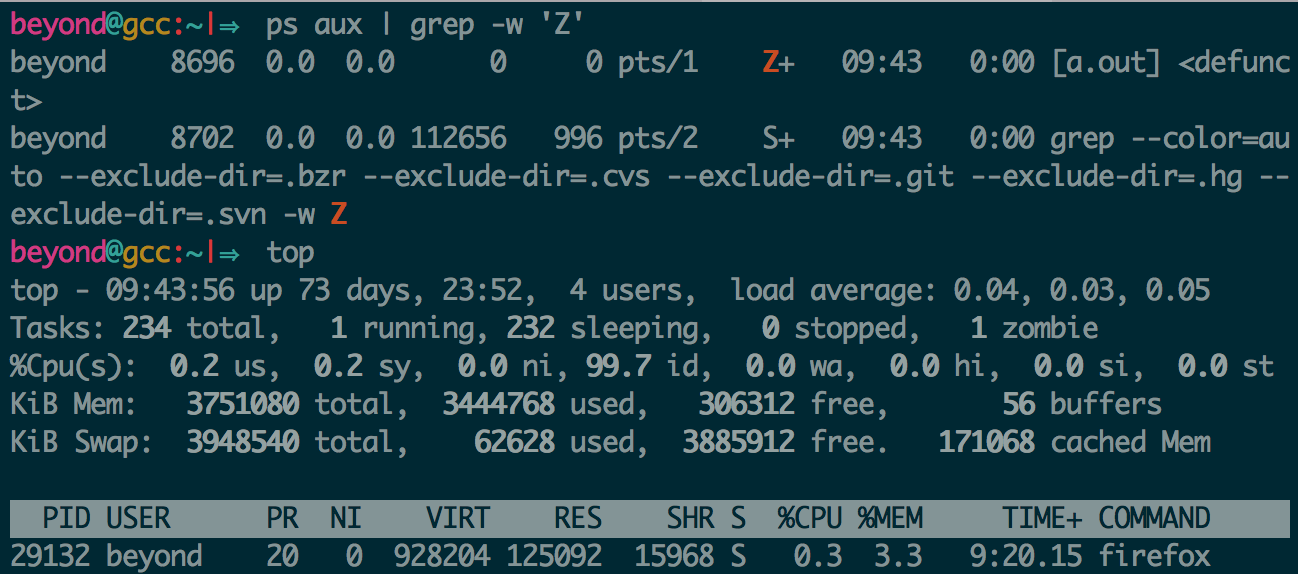 beyond@gcc:~|⇒  ps aux | grep -w 'Z'
beyond    8696  0.0  0.0      0     0 pts/1    Z+   09:43   0:00 [a.out] <defunc
t>
beyond    8702  0.0  0.0 112656   996 pts/2    S+   09:43   0:00 grep --color=au
to --exclude-dir=.bzr --exclude-dir=.cvs --exclude-dir=.git --exclude-dir=.hg --
exclude-dir=.svn -w Z
beyond@gcc:~|⇒  top
top - 09:43:56 up 73 days, 23:52,  4 users,  load average: 0.04, 0.03, 0.05
Tasks: 234 total,   1 running, 232 sleeping,   0 stopped,   1 zombie
%Cpu(s):  0.2 us,  0.2 sy,  0.0 ni, 99.7 id,  0.0 wa,  0.0 hi,  0.0 si,  0.0 st
KiB Mem:   3751080 total,  3444768 used,   306312 free,       56 buffers
KiB Swap:  3948540 total,    62628 used,  3885912 free.   171068 cached Mem
  PID USER      PR  NI    VIRT    RES    SHR S  %CPU %MEM     TIME+ COMMAND
29132 beyond    20   0  928204 125092  15968 S   0.3  3.3   9:20.15 firefox